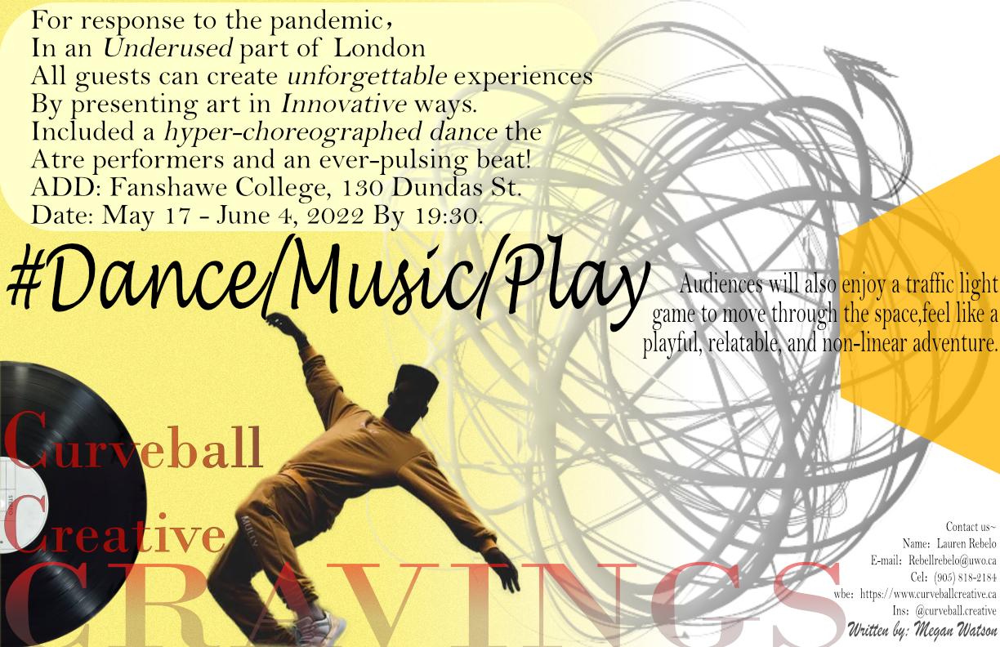 For response to the pandemic，
In an Underused part of London
All guests can create unforgettable experiences
By presenting art in Innovative ways.
Included a hyper-choreographed dance the
Atre performers and an ever-pulsing beat!
ADD: Fanshawe College, 130 Dundas St.
Date: May 17 - June 4, 2022 By 19:30.
#Dance/Music/Play
Audiences will also enjoy a traffic light
game to move through the space,feel like a
playful, relatable, and non-linear adventure.
Curveball
Creative
CRAVINGS
MULLY
STEREO
Contact us~
Name: Lauren Rebelo
E-mail: Rebellrebelo@uwo.ca
Cel: (905) 818-2184
wbe: https://www.curveballcreative.ca
Ins: @curveball.creative
Written by: Megan Watson